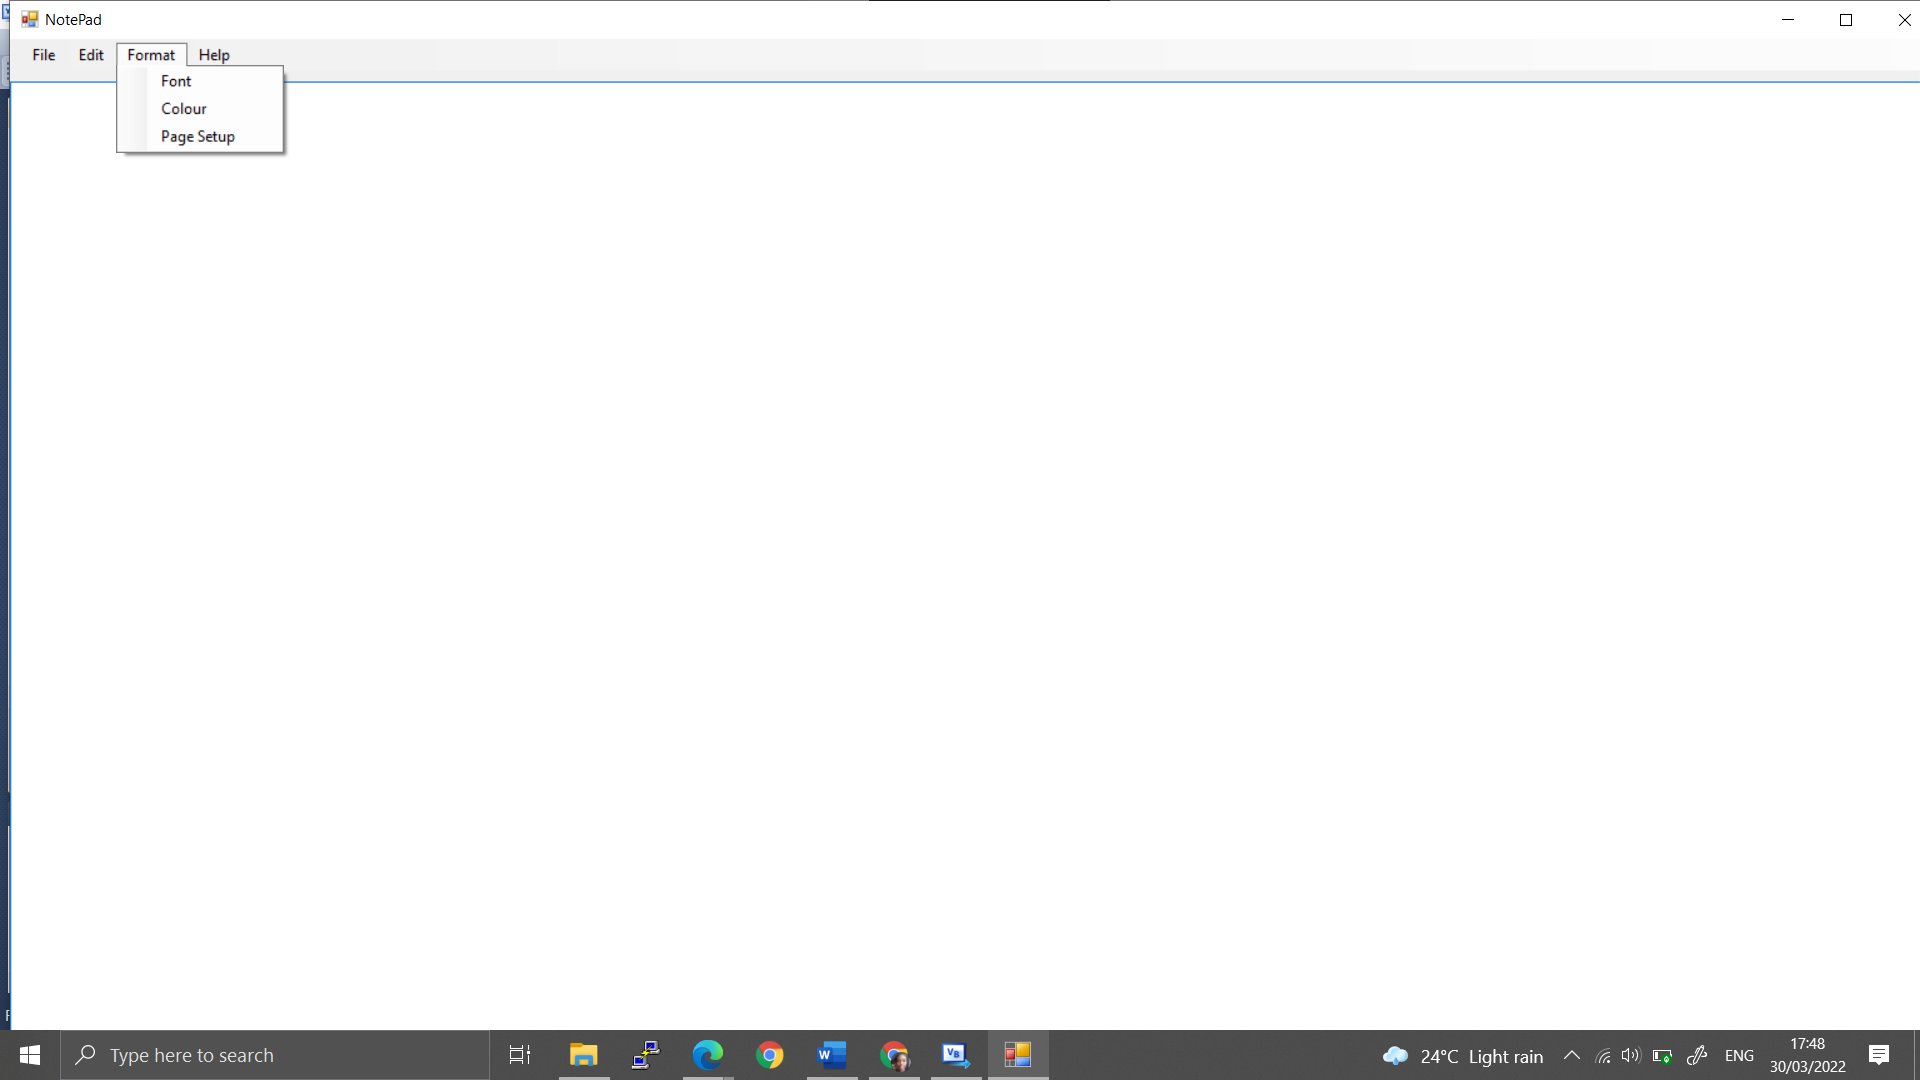 NotePad
File Edit Format Help
Font
Colour
Page Setup
Type here to search
24°C Light rain
ENG
17:48
30/03/2022